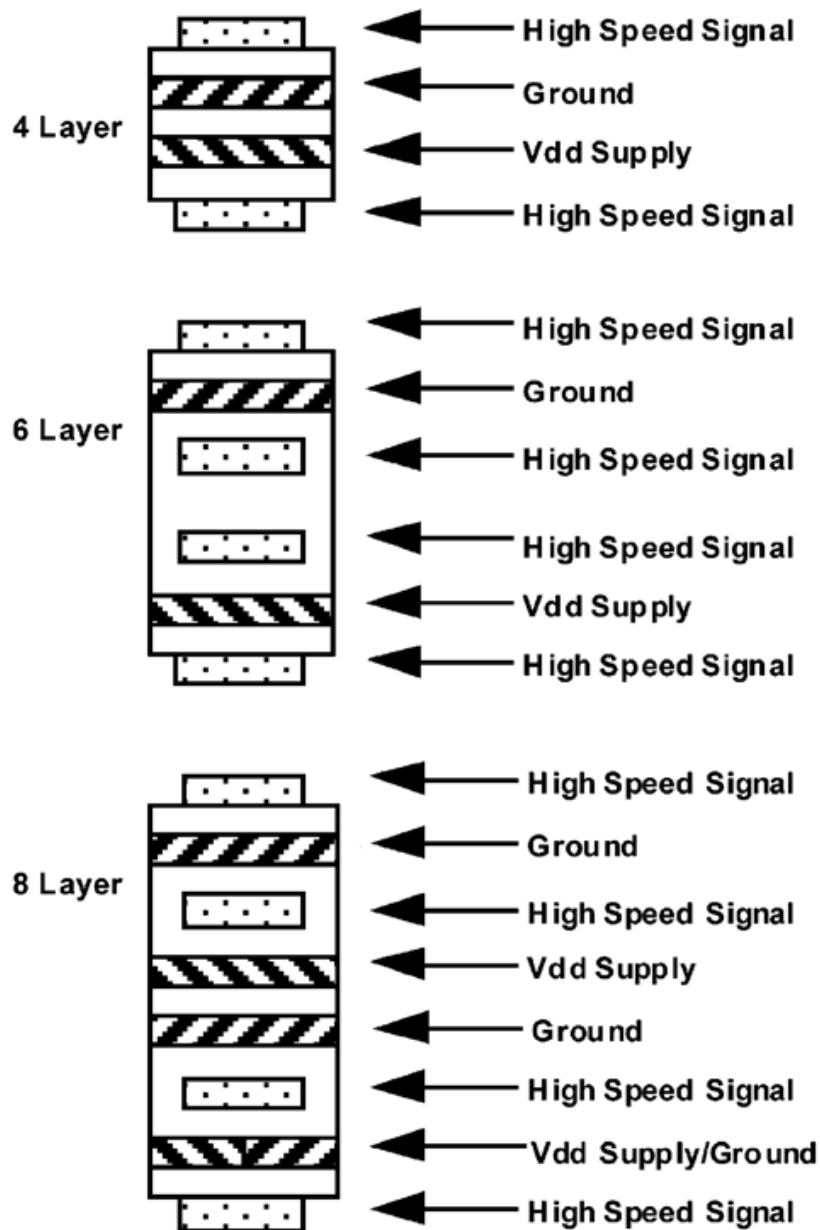 High Speed Signal
Ground
4 Layer
Vdd Supply
High Speed Signal
High Speed Signal
Ground
6 Layer
High Speed Signal
High Speed Signal
Vdd Supply
High Speed Signal
High Speed Signal
Ground
8 Layer
High Speed Signal
Vdd Supply
Ground
High Speed Signal
Vdd Supply/Ground
High Speed Signal